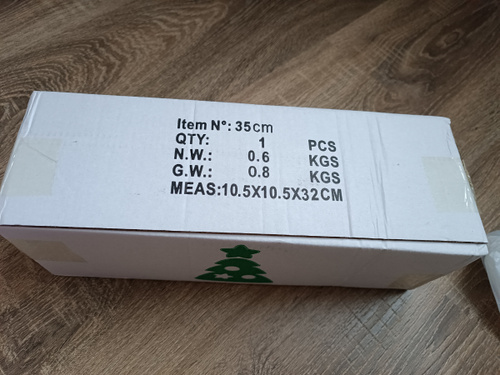 Item N°: 35cm
QTY: 1 PCS
N.W.: 0.6 KGS
G.W.: 0.8 KGS
MEAS:10.5X10.5X32CM